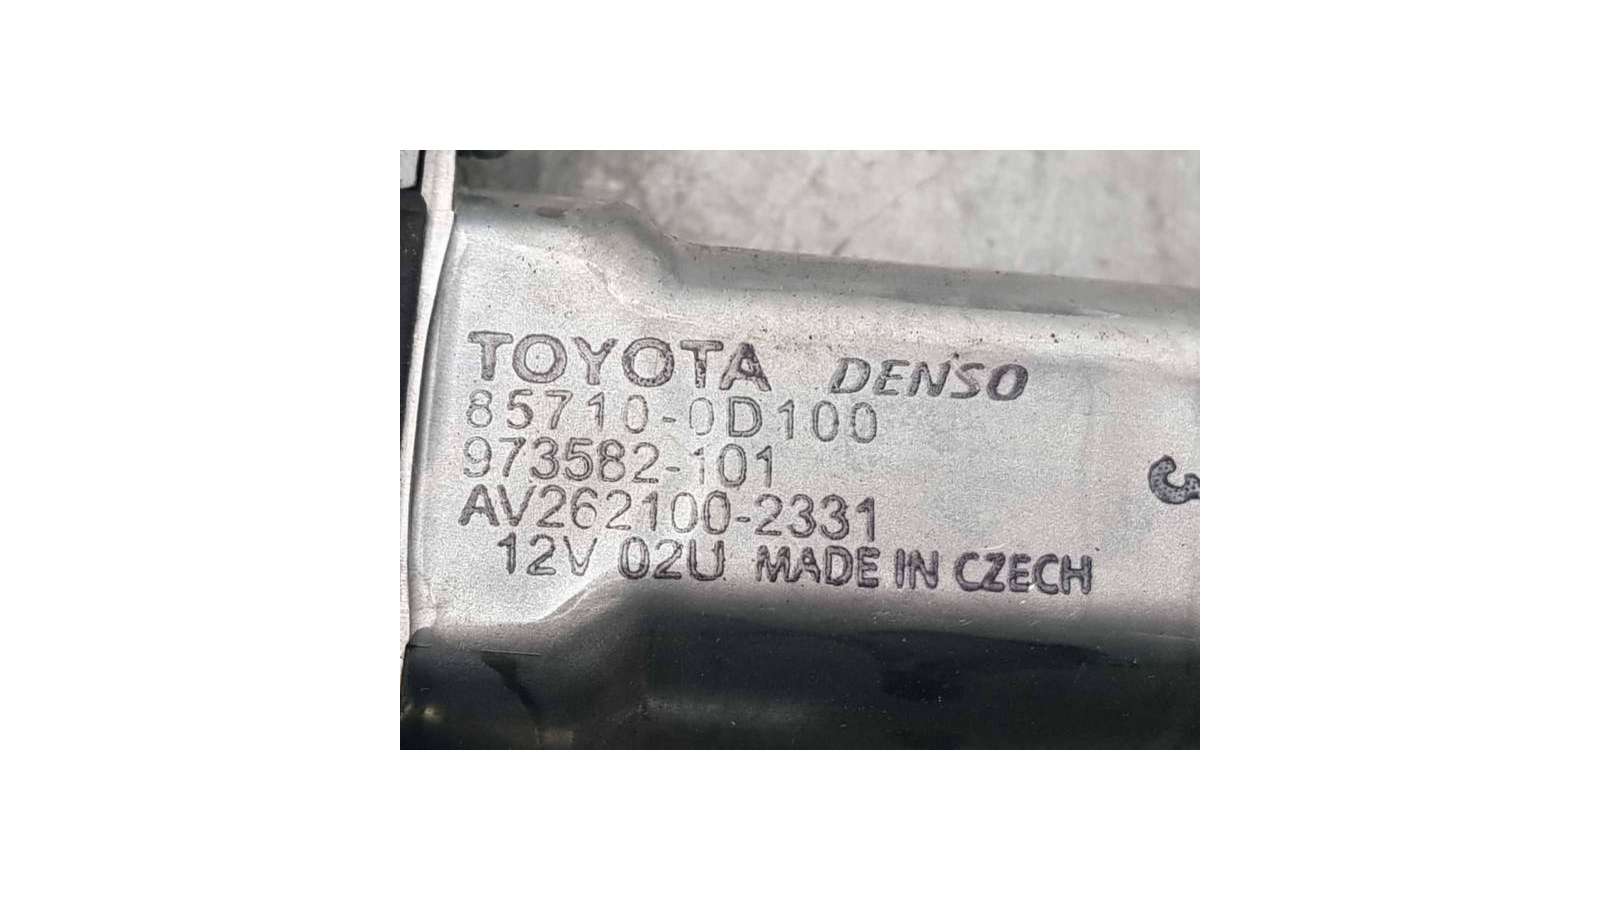 TOYOTA DENSO
85710-0D100
973582-101
AV262100-2331
12V 02U MADE IN CZECH